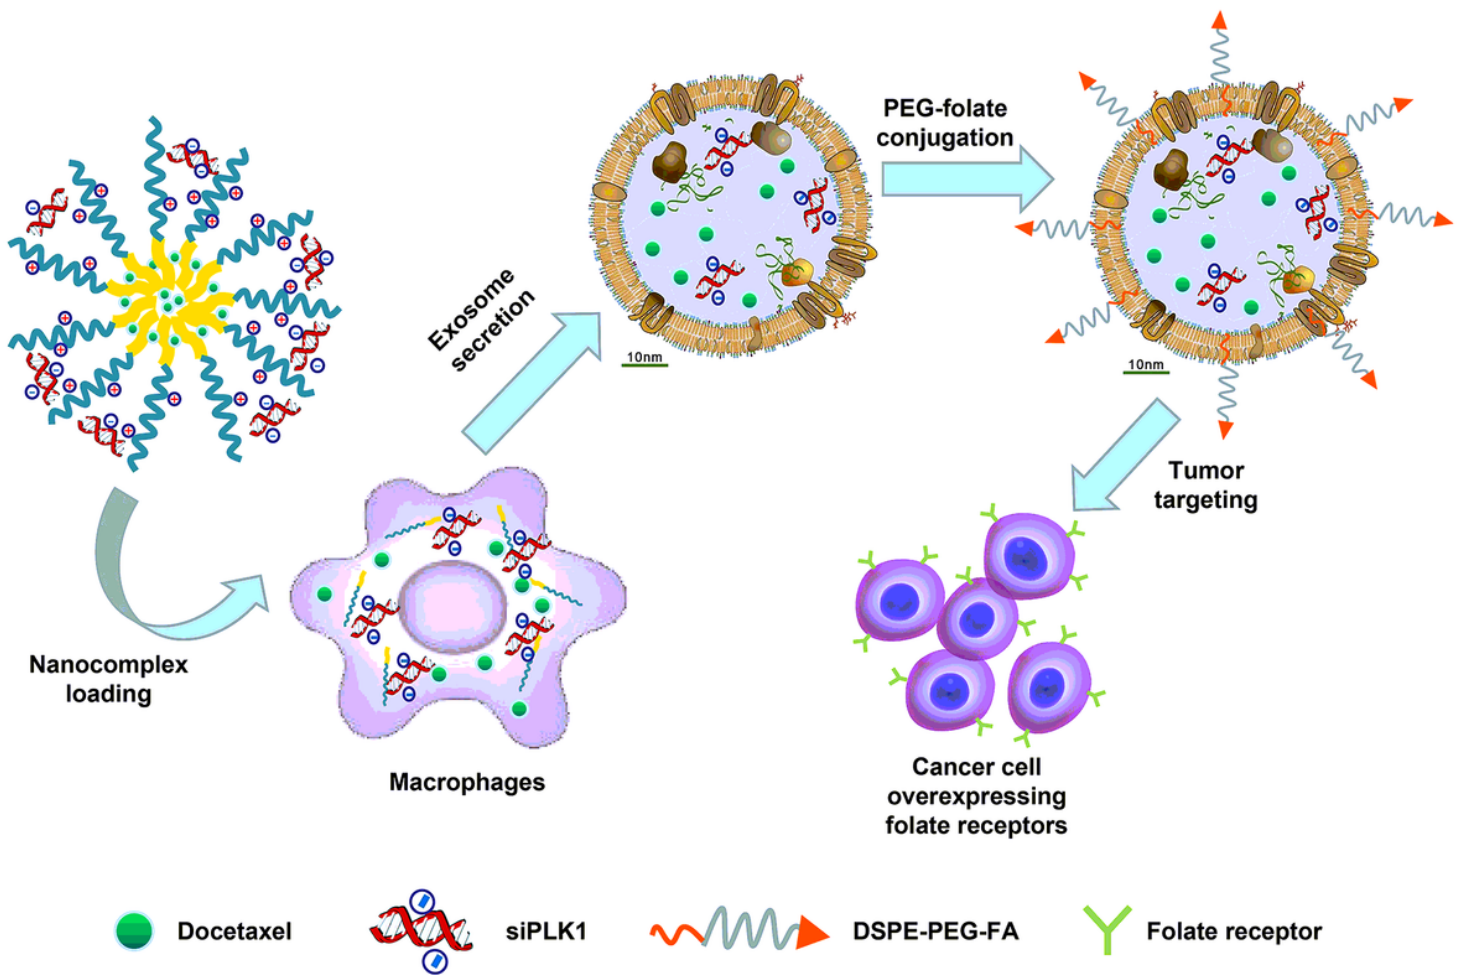 PEG-folate
conjugation
Exosome
secretion
10nm
10nm
Tumor
targeting
Nanocomplex
loading
Macrophages
Cancer cell
overexpressing
folate receptors
Docetaxel
siPLK1
DSPE-PEG-FA
Folate receptor